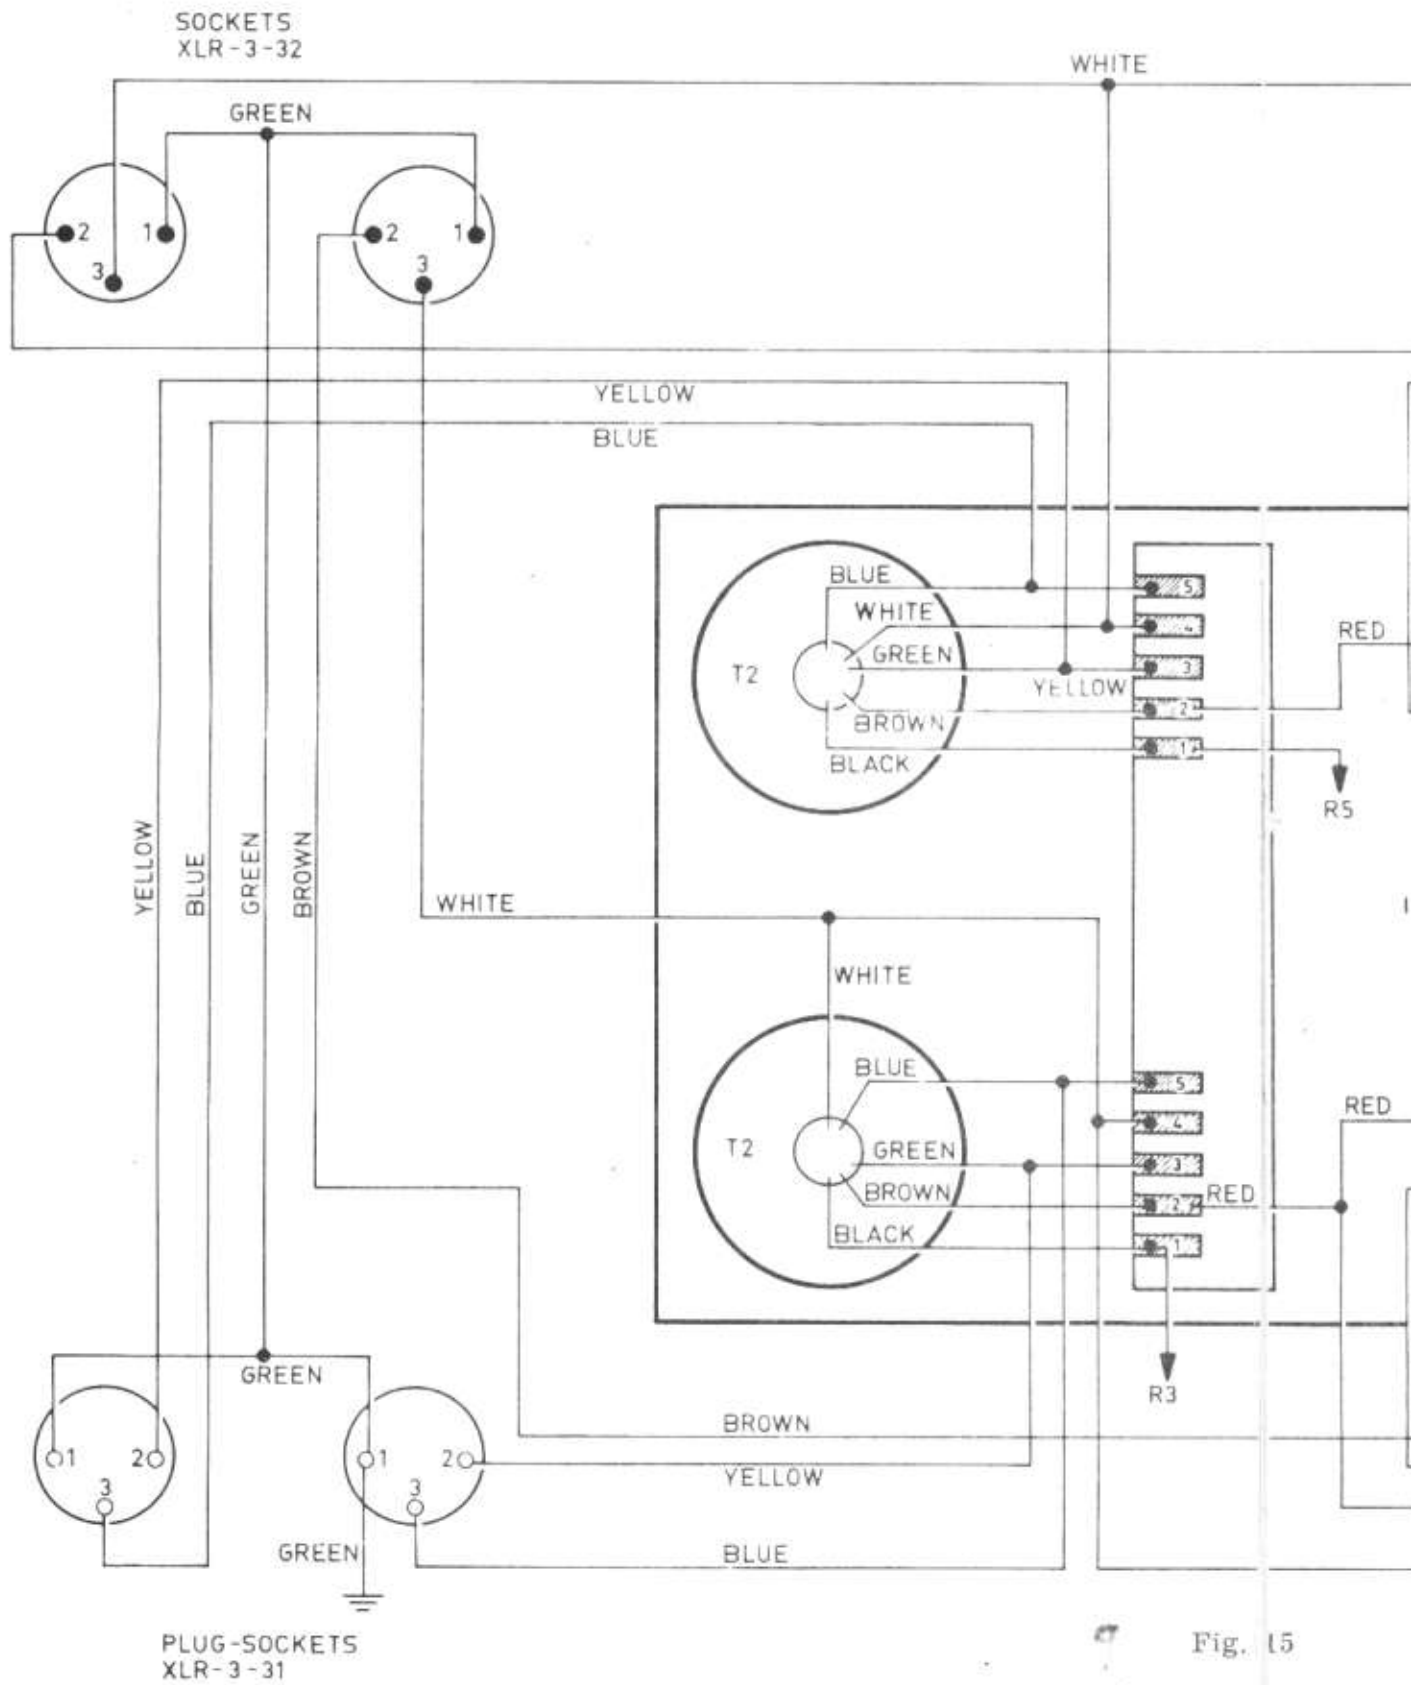 SOCKETS
XLR-3-32
WHITE
GREEN
2 1 2 1
3 3
YELLOW
BLUE
BLUE
5
WHITE
4
RED
GREEN
T2
3
YELLOW
2
BROWN
1
BLACK
R5
YELLOW
BLUE
GREEN
BROWN
WHITE
WHITE
BLUE
5
RED
4
T2
GREEN
3
BROWN
2
RED
BLACK
1
GREEN
R3
BROWN
1 2 1 2
YELLOW
3 3
GREEN
BLUE
PLUG-SOCKETS
XLR-3-31
Fig. 15